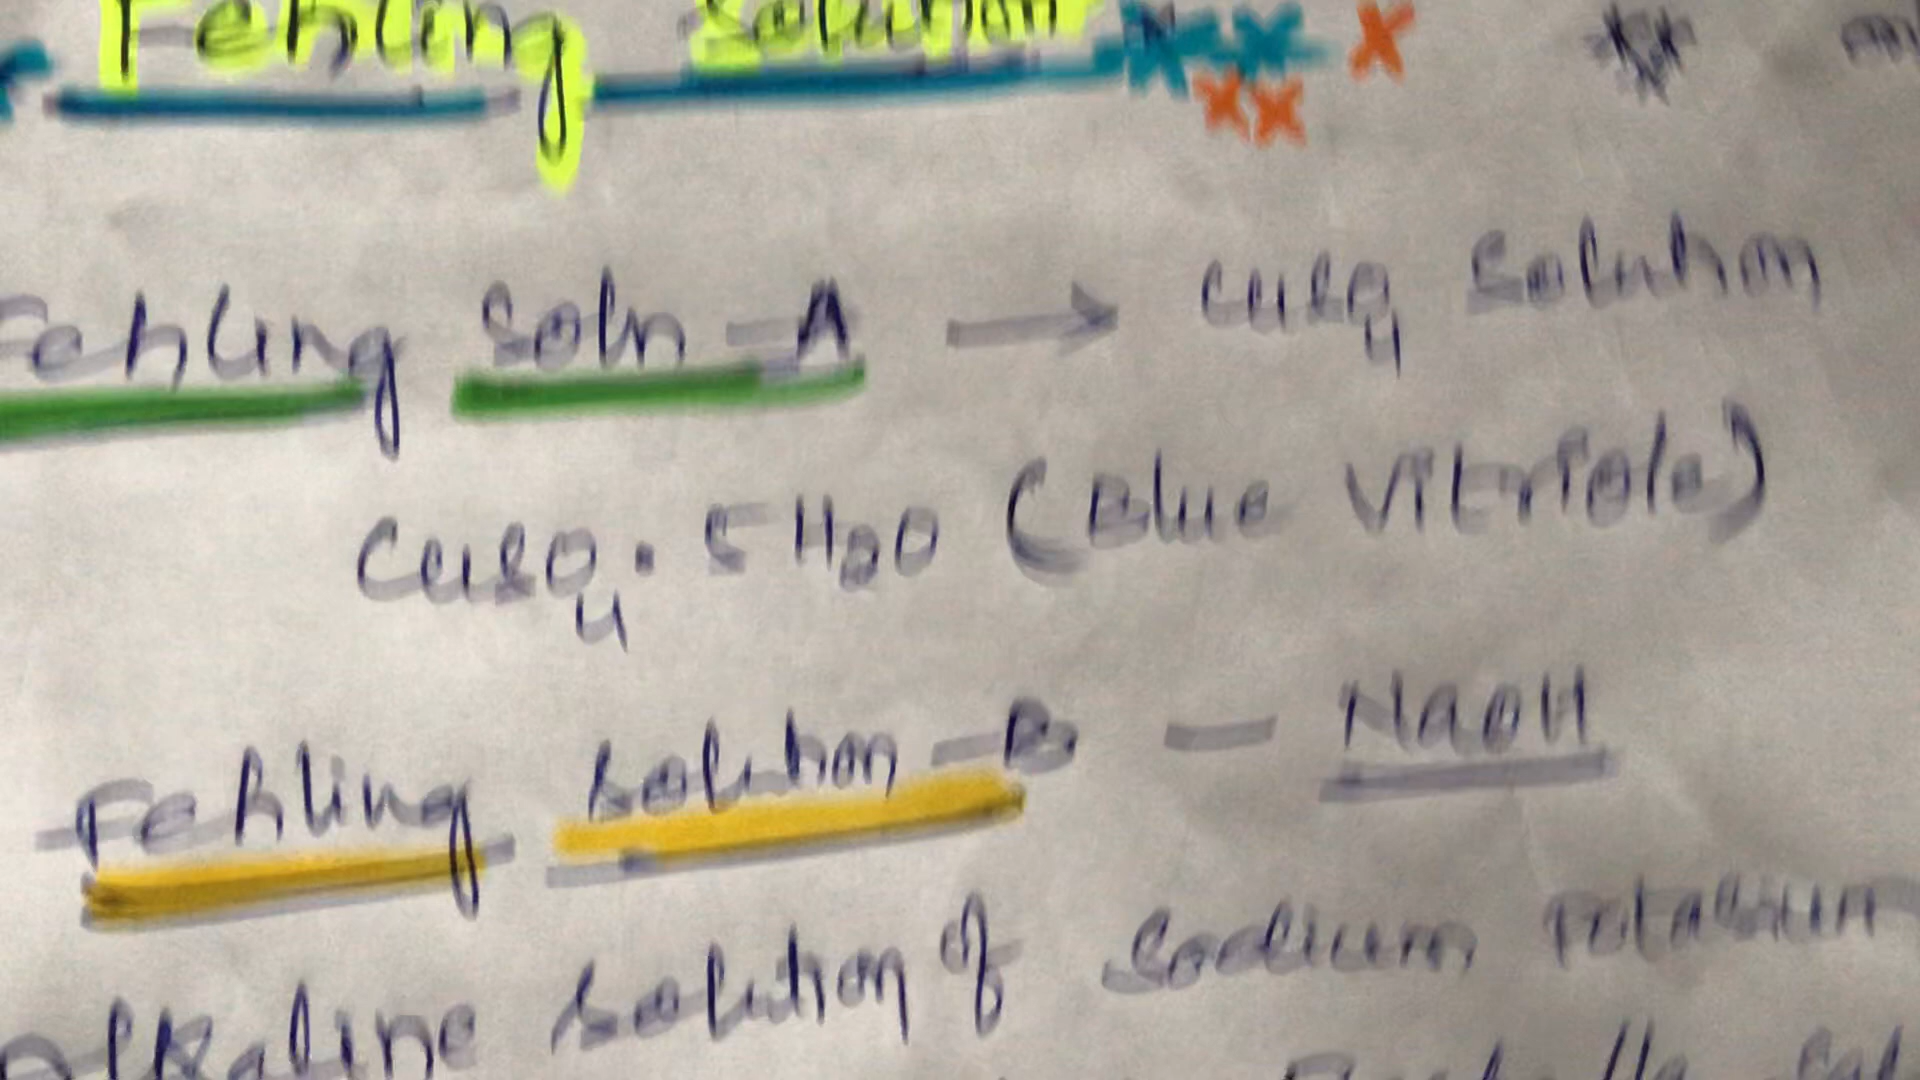 Fehling Solution
Fehling Soln - A → CuSO4 Solution
CuSO4 . 5H2O (Blue Vitriole)
Fehling Solution - B - NaOH
Alkaline Solution of Sodium Potassium